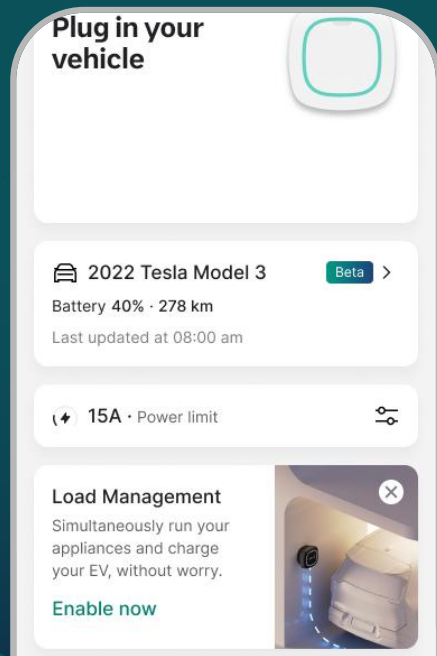 Plug in your
vehicle
2022 Tesla Model 3
Beta
Battery 40% · 278 km
Last updated at 08:00 am
15A · Power limit
Load Management
Simultaneously run your
appliances and charge
your EV, without worry.
Enable now